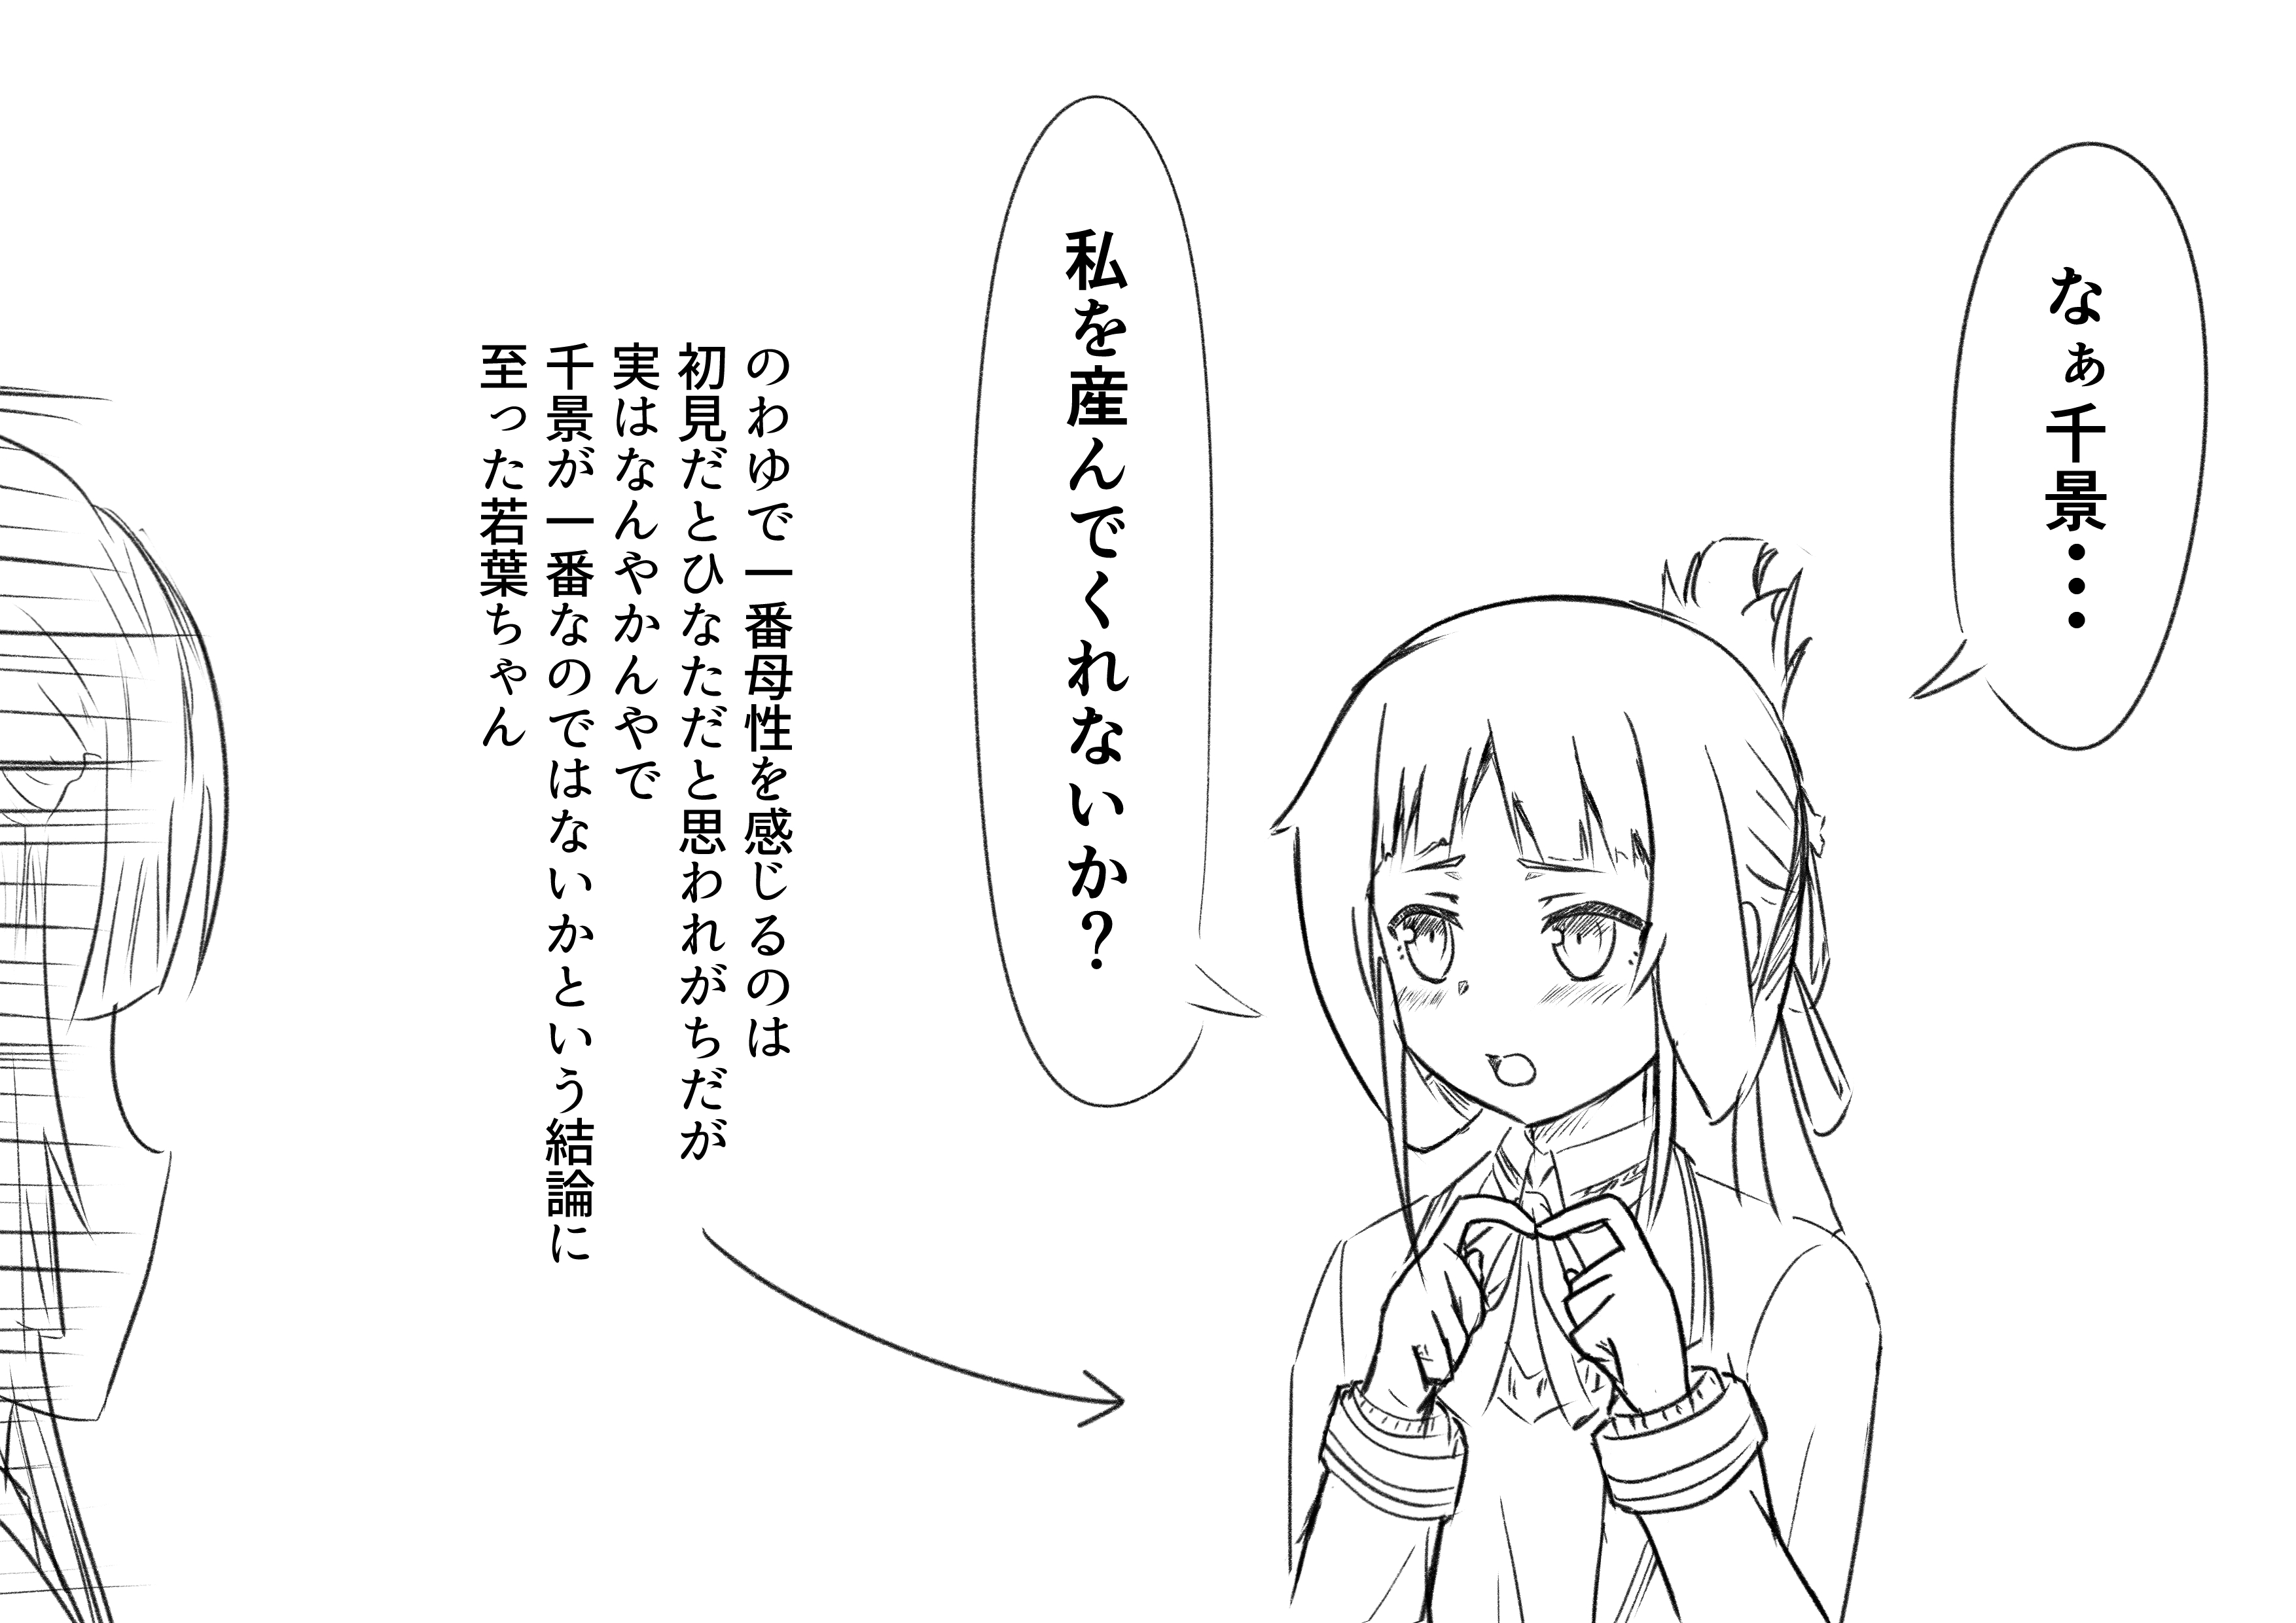 なぁ千景…
私を産んでくれないか?
のわゆで一番母性を感じるのは
初見だとひなただと思われがちだが
実はなんやかんやで
千景が一番なのではないかという結論に
至った若葉ちゃん